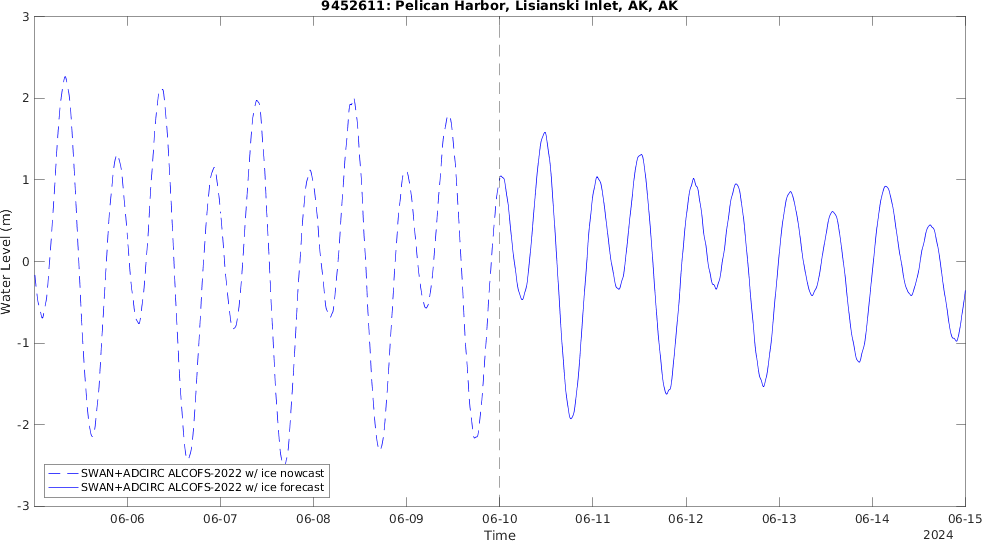 9452611: Pelican Harbor, Lisianski Inlet, AK, AK
3
2
1
0
-1
-2
-3
Water Level (m)
SWAN+ADCIRC ALCOFS-2022 w/ ice nowcast
SWAN+ADCIRC ALCOFS-2022 w/ ice forecast
06-06 06-07 06-08 06-09 06-10 06-11 06-12 06-13 06-14 06-15
Time
2024